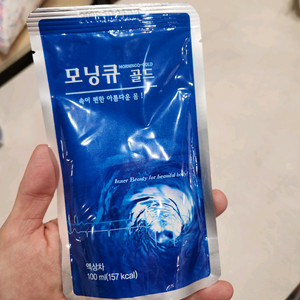 MORNINGQ-GOLD
모닝큐 골드
속이 편한 아름다운 몸!
Inner Beauty for beautiful body!
액상차
100 ml(157 kcal)